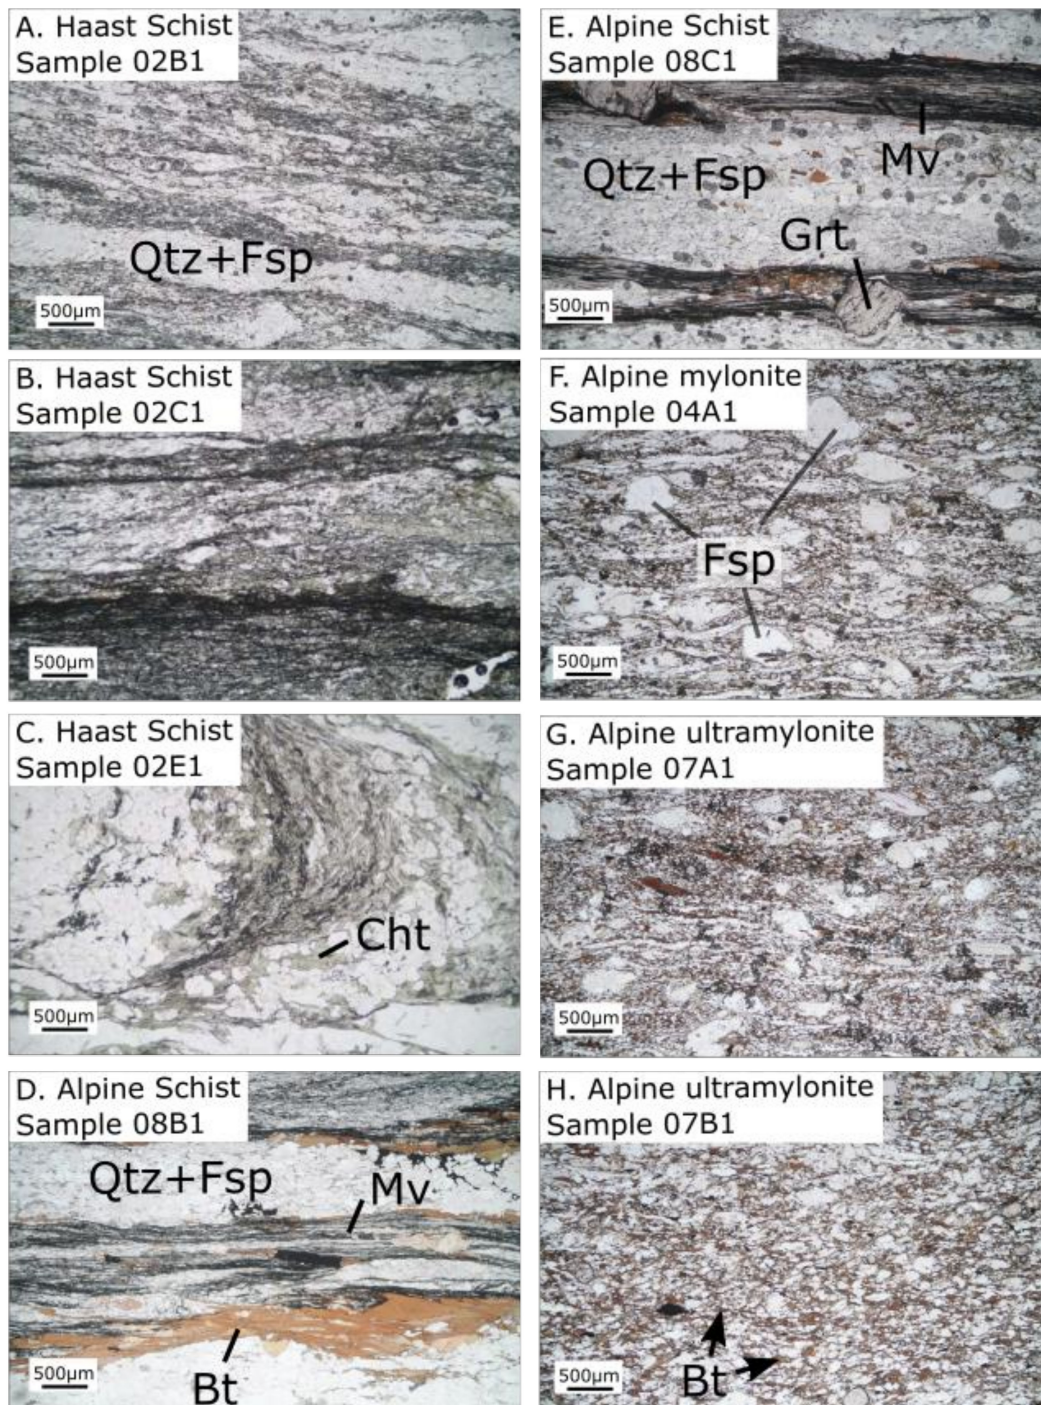 A. Haast Schist
Sample 02B1
Qtz+Fsp
500µm
B. Haast Schist
Sample 02C1
500µm
C. Haast Schist
Sample 02E1
Cht
500µm
D. Alpine Schist
Sample 08B1
Qtz+Fsp
Mv
Bt
500µm
E. Alpine Schist
Sample 08C1
Mv
Qtz+Fsp
Grt
500µm
F. Alpine mylonite
Sample 04A1
Fsp
500µm
G. Alpine ultramylonite
Sample 07A1
500µm
H. Alpine ultramylonite
Sample 07B1
Bt
500µm